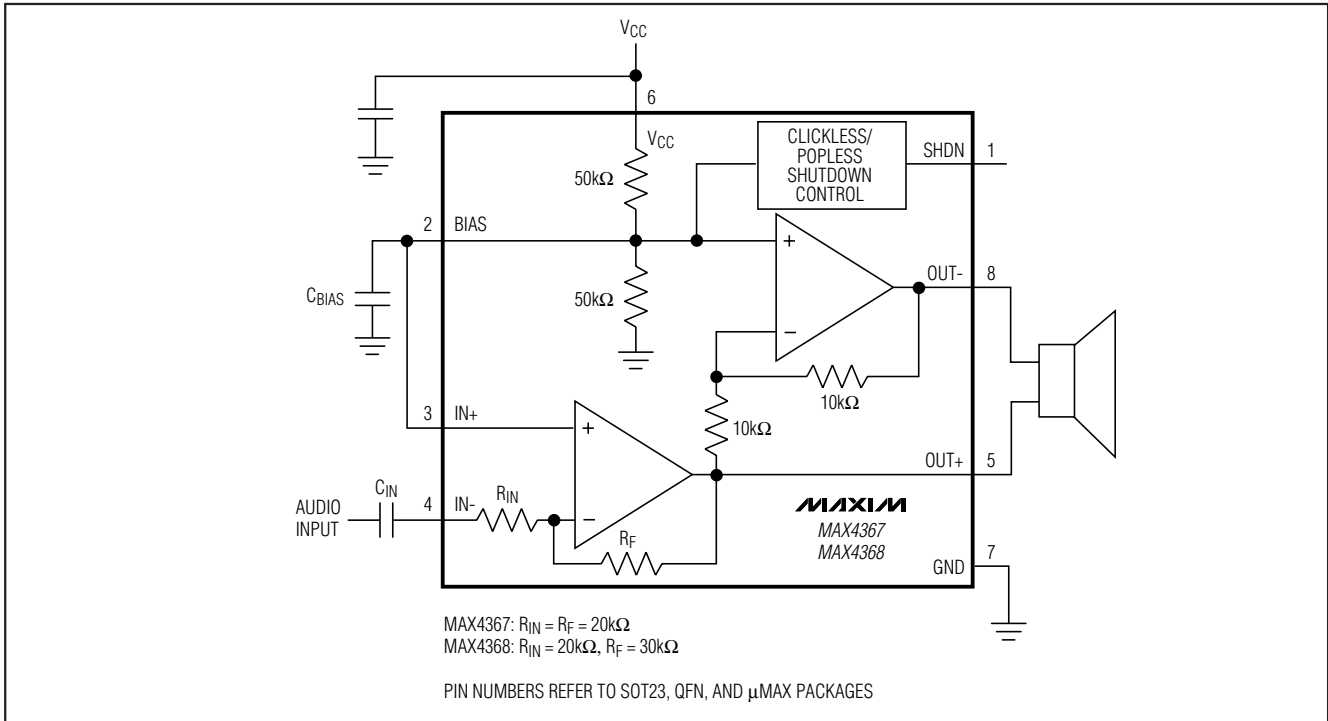 VCC
6
VCC
CLICKLESS/
POPLESS
SHUTDOWN
CONTROL
SHDN 1
50kΩ
2 BIAS
+
OUT- 8
CBIAS
50kΩ
−
10kΩ
3 IN+
+
10kΩ
OUT+ 5
CIN
AUDIO
INPUT
4 IN-
RIN
−
RF
MAXIM
MAX4367
MAX4368
GND 7
MAX4367: RIN = RF = 20kΩ
MAX4368: RIN = 20kΩ, RF = 30kΩ
PIN NUMBERS REFER TO SOT23, QFN, AND µMAX PACKAGES